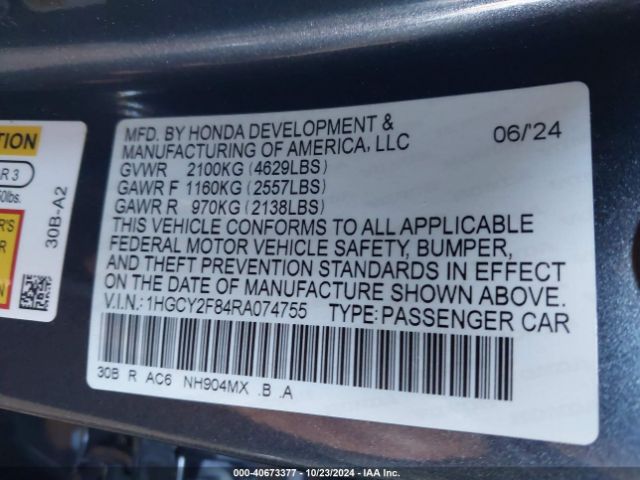 MFD. BY HONDA DEVELOPMENT &
MANUFACTURING OF AMERICA, LLC 06/'24
GVWR 2100KG (4629LBS)
GAWR F 1160KG (2557LBS)
GAWR R 970KG (2138LBS)
THIS VEHICLE CONFORMS TO ALL APPLICABLE
FEDERAL MOTOR VEHICLE SAFETY, BUMPER,
AND THEFT PREVENTION STANDARDS IN EFFECT
ON THE DATE OF MANUFACTURE SHOWN ABOVE.
V.I.N.: 1HGCY2F84RA074755 TYPE: PASSENGER CAR
30B R AC6 NH904MX .B .A
30B-A2
000-40673377 - 10/23/2024 - IAA Inc.